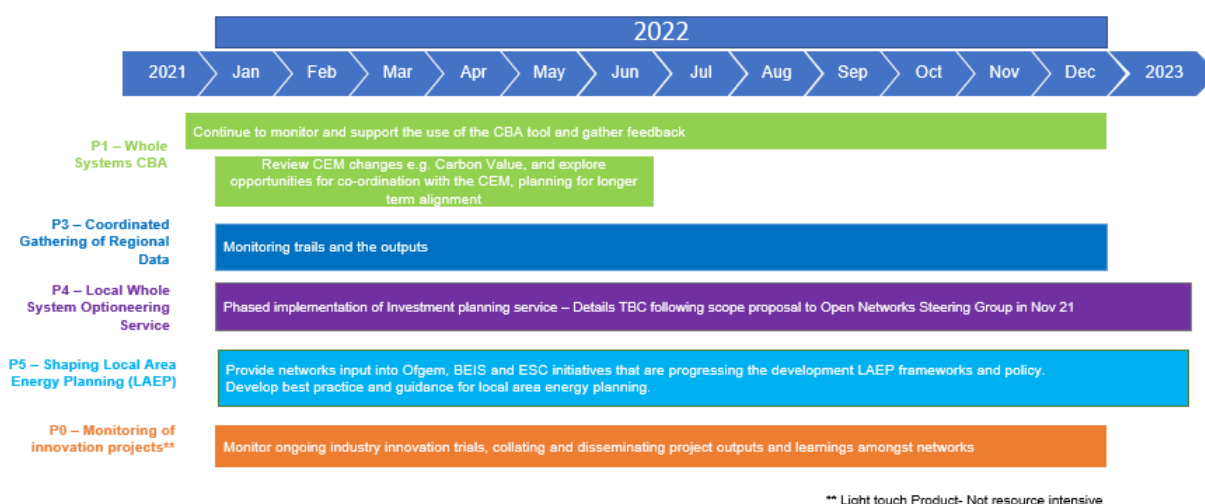 2022
2021 Jan Feb Mar Apr May Jun Jul Aug Sep Oct Nov Dec 2023
P1 – Whole
Systems CBA
Continue to monitor and support the use of the CBA tool and gather feedback
Review CEM changes e.g. Carbon Value, and explore
opportunities for co-ordination with the CEM, planning for longer
term alignment
P3 – Coordinated
Gathering of Regional
Data
Monitoring trails and the outputs
P4 – Local Whole
System Optioneering
Service
Phased implementation of Investment planning service – Details TBC following scope proposal to Open Networks Steering Group in Nov 21
P5 – Shaping Local Area
Energy Planning (LAEP)
Provide networks input into Ofgem, BEIS and ESC initiatives that are progressing the development LAEP frameworks and policy.
Develop best practice and guidance for local area energy planning.
P0 – Monitoring of
innovation projects**
Monitor ongoing industry innovation trials, collating and disseminating project outputs and learnings amongst networks
** Light touch Product- Not resource intensive